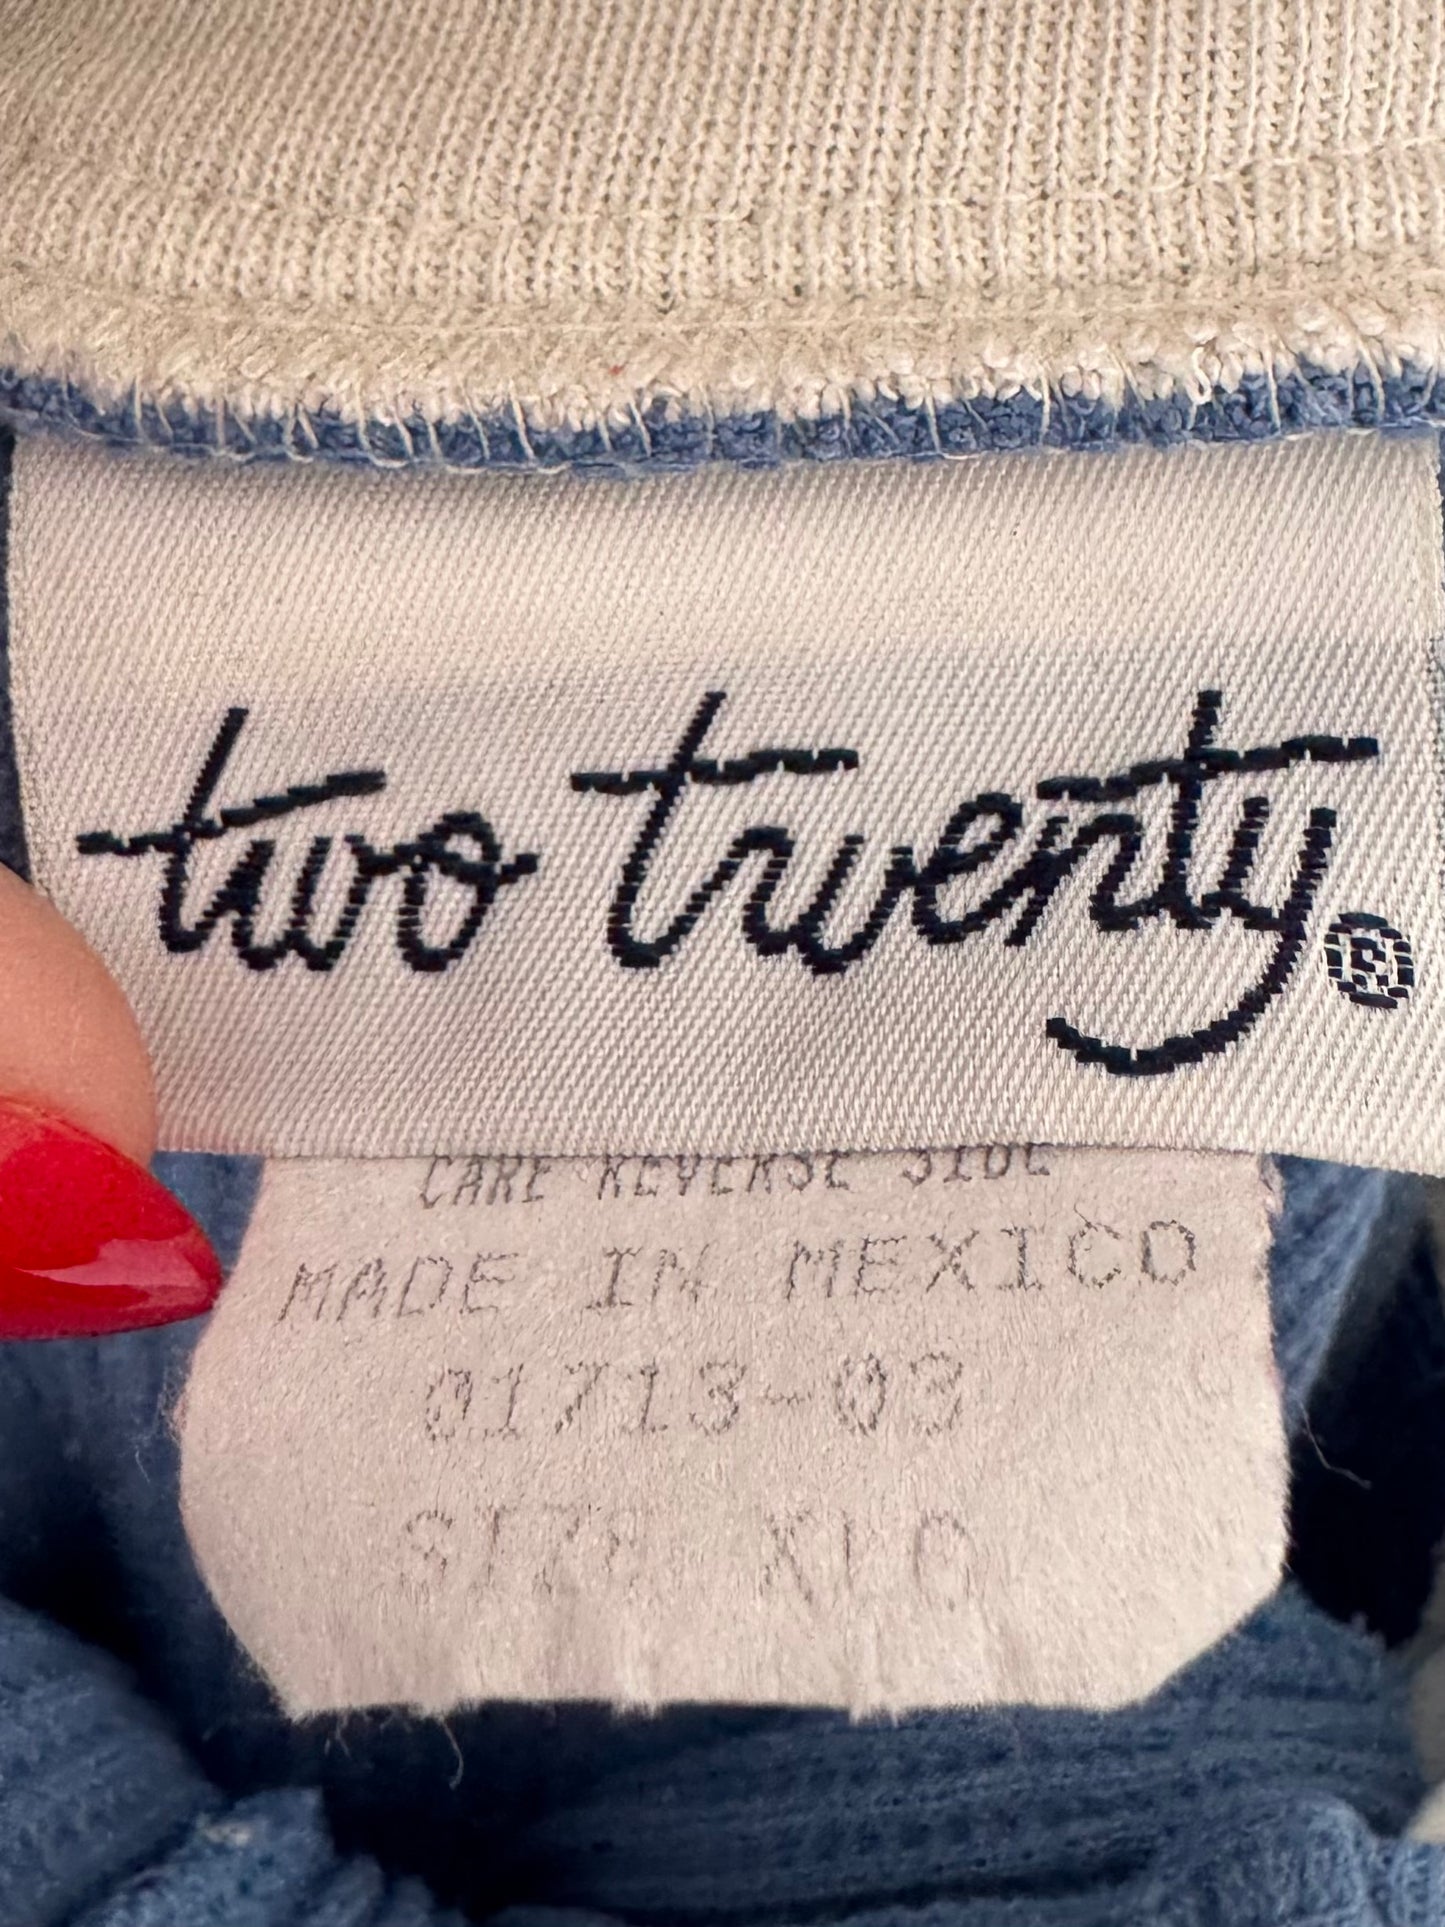 two twenty®
CARE REVERSE SIDE
MADE IN MEXICO
01713-03